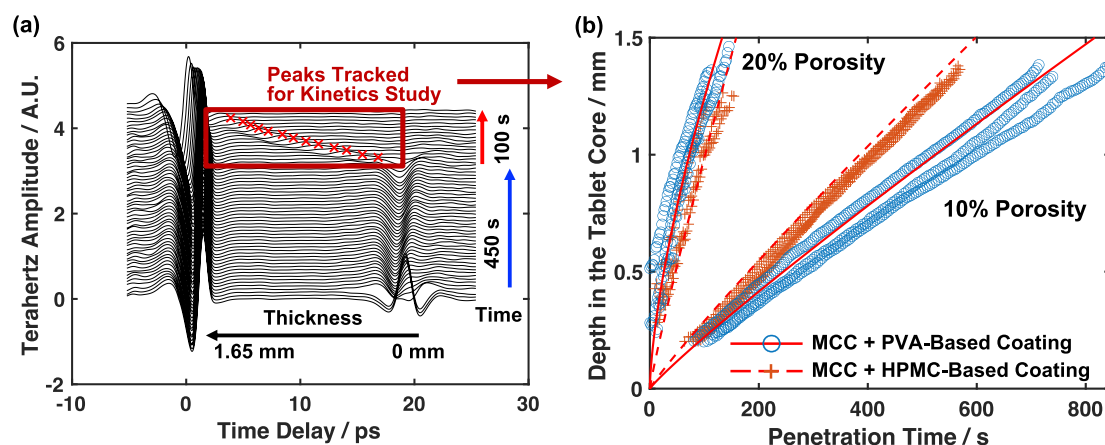 (a)
6
4
2
0
-2
-10
0
10
20
30
Terahertz Amplitude / A.U.
Time Delay / ps
Peaks Tracked
for Kinetics Study
100 s
450 s
Time
Thickness
1.65 mm
0 mm
(b)
1.5
1
0.5
0
0
200
400
600
800
Depth in the Tablet Core / mm
Penetration Time / s
20% Porosity
10% Porosity
MCC + PVA-Based Coating
MCC + HPMC-Based Coating